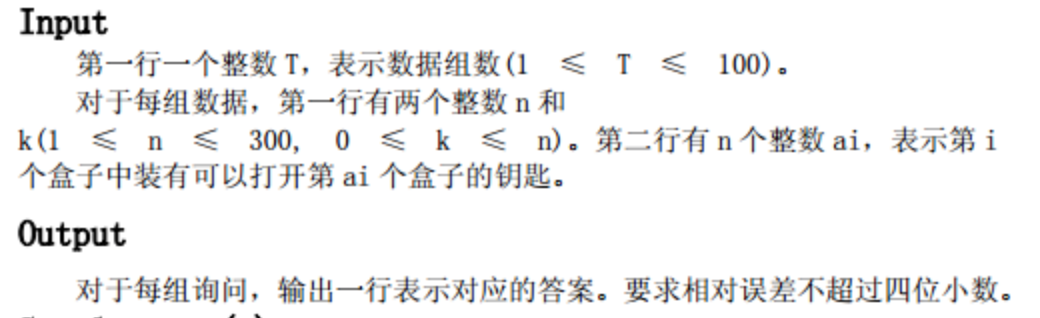 Input
第一行一个整数 T，表示数据组数(1 ≤ T ≤ 100)。
对于每组数据，第一行有两个整数 n 和
k(1 ≤ n ≤ 300, 0 ≤ k ≤ n)。第二行有 n 个整数 ai，表示第 i
个盒子中装有可以打开第 ai 个盒子的钥匙。
Output
对于每组询问，输出一行表示对应的答案。要求相对误差不超过四位小数。